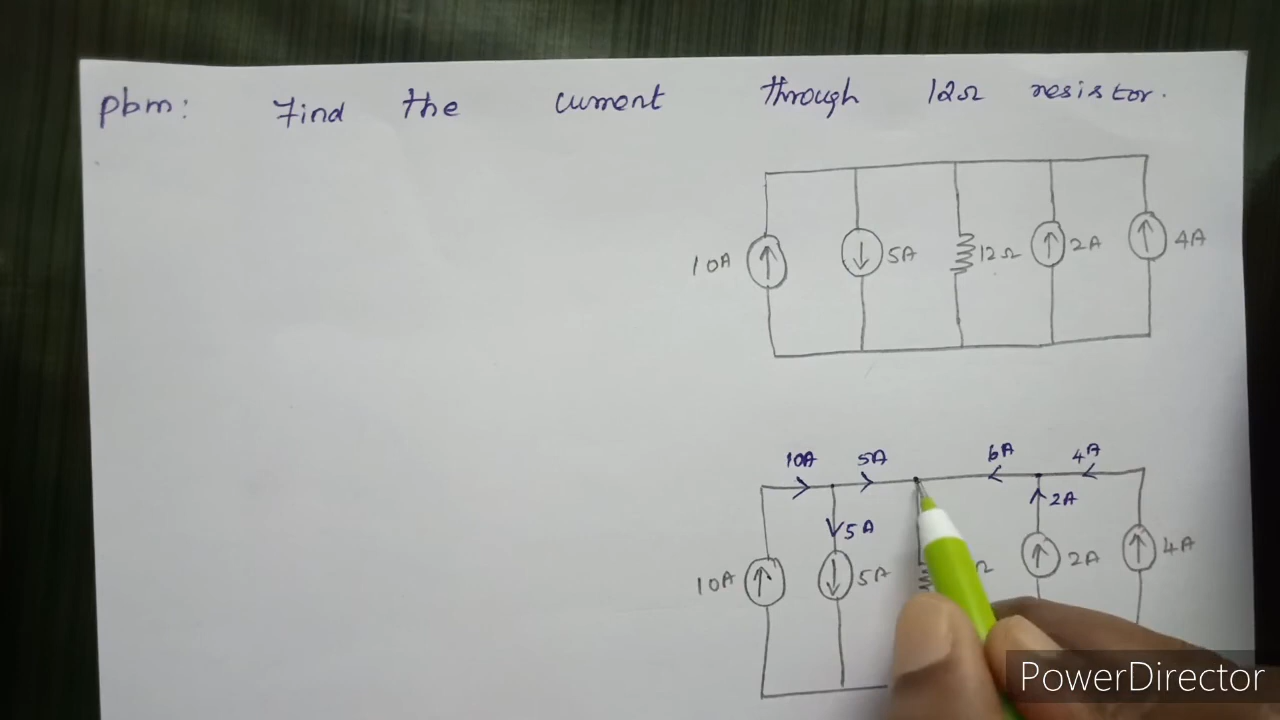 pbm: Find the current through 12Ω resistor.
10A 5A 12Ω 2A 4A
10A 5A 6A 4A
5A 2A
10A 5A Ω 2A 4A
PowerDirector